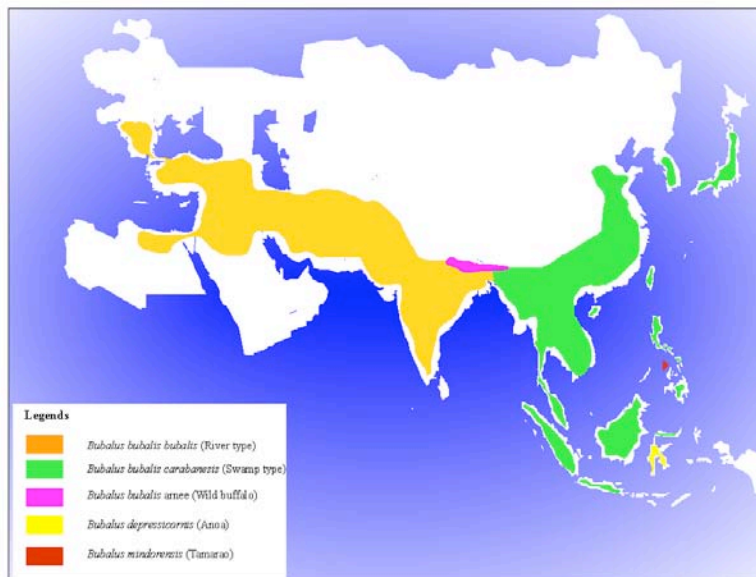 Legends
Bubalus bubalis bubalis (River type)
Bubalus bubalis carabanesis (Swamp type)
Bubalus bubalis arnee (Wild buffalo)
Bubalus depressicornis (Anoa)
Bubalus mindorensis (Tamarao)